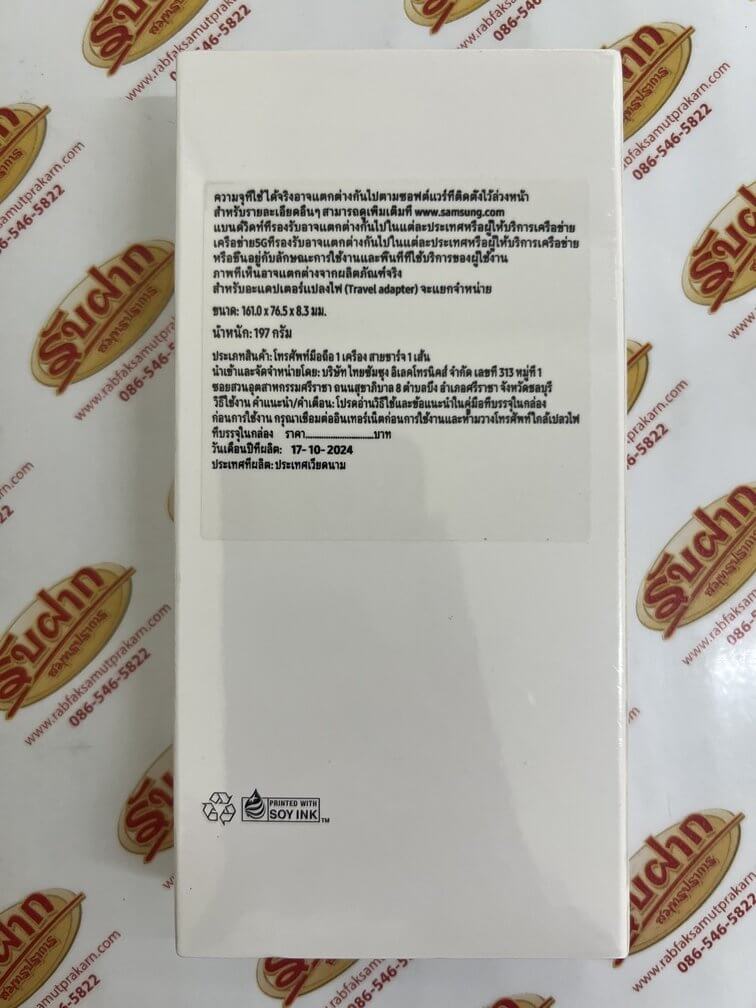 ความจุที่ใช้ได้จริงอาจแตกต่างกันไปตามซอฟต์แวร์ที่ติดตั้งไว้ล่วงหน้า
สำหรับรายละเอียดอื่นๆ สามารถดูเพิ่มเติมที่ www.samsung.com
แบนด์วิดท์ที่รองรับอาจแตกต่างกันไปในแต่ละประเทศหรือผู้ให้บริการเครือข่าย
เครือข่าย5Gที่รองรับอาจแตกต่างกันไปในแต่ละประเทศหรือผู้ให้บริการเครือข่าย
หรือขึ้นอยู่กับลักษณะการใช้งานและพื้นที่ที่ใช้บริการของผู้ใช้งาน
ภาพที่เห็นอาจแตกต่างจากผลิตภัณฑ์จริง
สำหรับอะแดปเตอร์แปลงไฟ (Travel adapter) จะแยกจำหน่าย
ขนาด: 161.0 x 76.5 x 8.3 มม.
น้ำหนัก: 197 กรัม
ประเภทสินค้า: โทรศัพท์มือถือ 1 เครื่อง สายชาร์จ 1 เส้น
นำเข้าและจัดจำหน่ายโดย: บริษัท ไทยซัมซุง อิเลคโทรนิคส์ จำกัด เลขที่ 313 หมู่ที่ 1
ซอยสวนอุตสาหกรรมศรีราชา ถนนสุขาภิบาล 8 ตำบลบึง อำเภอศรีราชา จังหวัดชลบุรี
วิธีใช้งาน คำแนะนำ/คำเตือน: โปรดอ่านวิธีใช้และข้อแนะนำในคู่มือที่บรรจุในกล่อง
ก่อนการใช้งาน กรุณาเชื่อมต่ออินเทอร์เน็ตก่อนการใช้งานและห้ามวางโทรศัพท์ใกล้เปลวไฟ
ที่บรรจุในกล่อง ราคา........................บาท
วันเดือนปีที่ผลิต: 17-10-2024
ประเทศที่ผลิต: ประเทศเวียดนาม
PRINTED WITH
SOY INK
TM
รับฝาก
สมุทรปราการ
www.rabfaksamutprakarn.com
086-546-5822